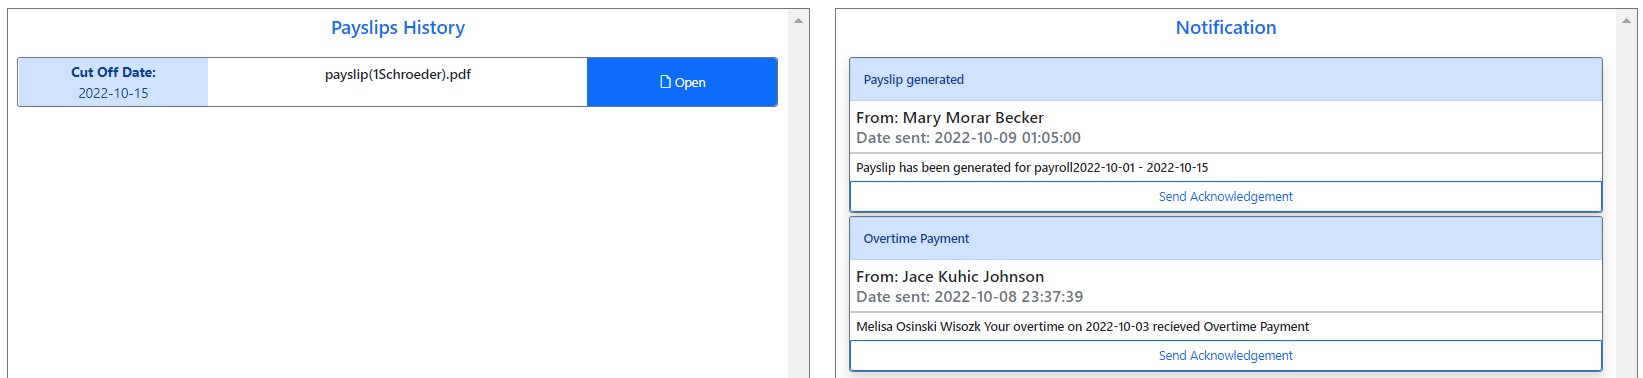 Payslips History
Cut Off Date:
2022-10-15
payslip(1Schroeder).pdf
Open
Notification
Payslip generated
From: Mary Morar Becker
Date sent: 2022-10-09 01:05:00
Payslip has been generated for payroll2022-10-01 - 2022-10-15
Send Acknowledgement
Overtime Payment
From: Jace Kuhic Johnson
Date sent: 2022-10-08 23:37:39
Melisa Osinski Wisozk Your overtime on 2022-10-03 recieved Overtime Payment
Send Acknowledgement